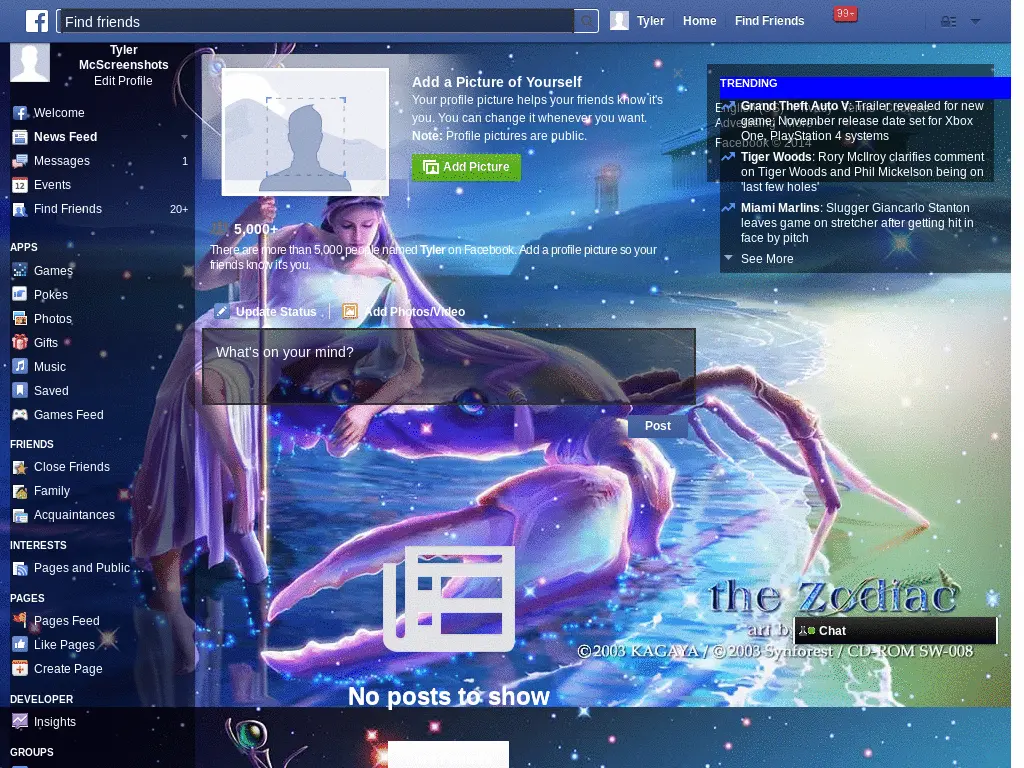 Find friends
Tyler
Home
Find Friends
99+
Tyler
McScreenshots
Edit Profile
Welcome
News Feed
Messages 1
Events
Find Friends 20+
APPS
Games
Pokes
Photos
Gifts
Music
Saved
Games Feed
FRIENDS
Close Friends
Family
Acquaintances
INTERESTS
Pages and Public ...
PAGES
Pages Feed
Like Pages
Create Page
DEVELOPER
Insights
GROUPS
Add a Picture of Yourself
Your profile picture helps your friends know it's
you. You can change it whenever you want.
Note: Profile pictures are public.
Add Picture
5,000+
There are more than 5,000 people named Tyler on Facebook. Add a profile picture so your
friends know it's you.
Update Status
Add Photos/Video
What's on your mind?
Post
No posts to show
TRENDING
Grand Theft Auto V: Trailer revealed for new
game; November release date set for Xbox
One, PlayStation 4 systems
Facebook © 2014
Tiger Woods: Rory McIlroy clarifies comment
on Tiger Woods and Phil Mickelson being on
'last few holes'
Miami Marlins: Slugger Giancarlo Stanton
leaves game on stretcher after getting hit in
face by pitch
See More
the Zodiac
art b
Chat
©2003 KAGAYA / ©2003 Synforest / CD-ROM SW-008